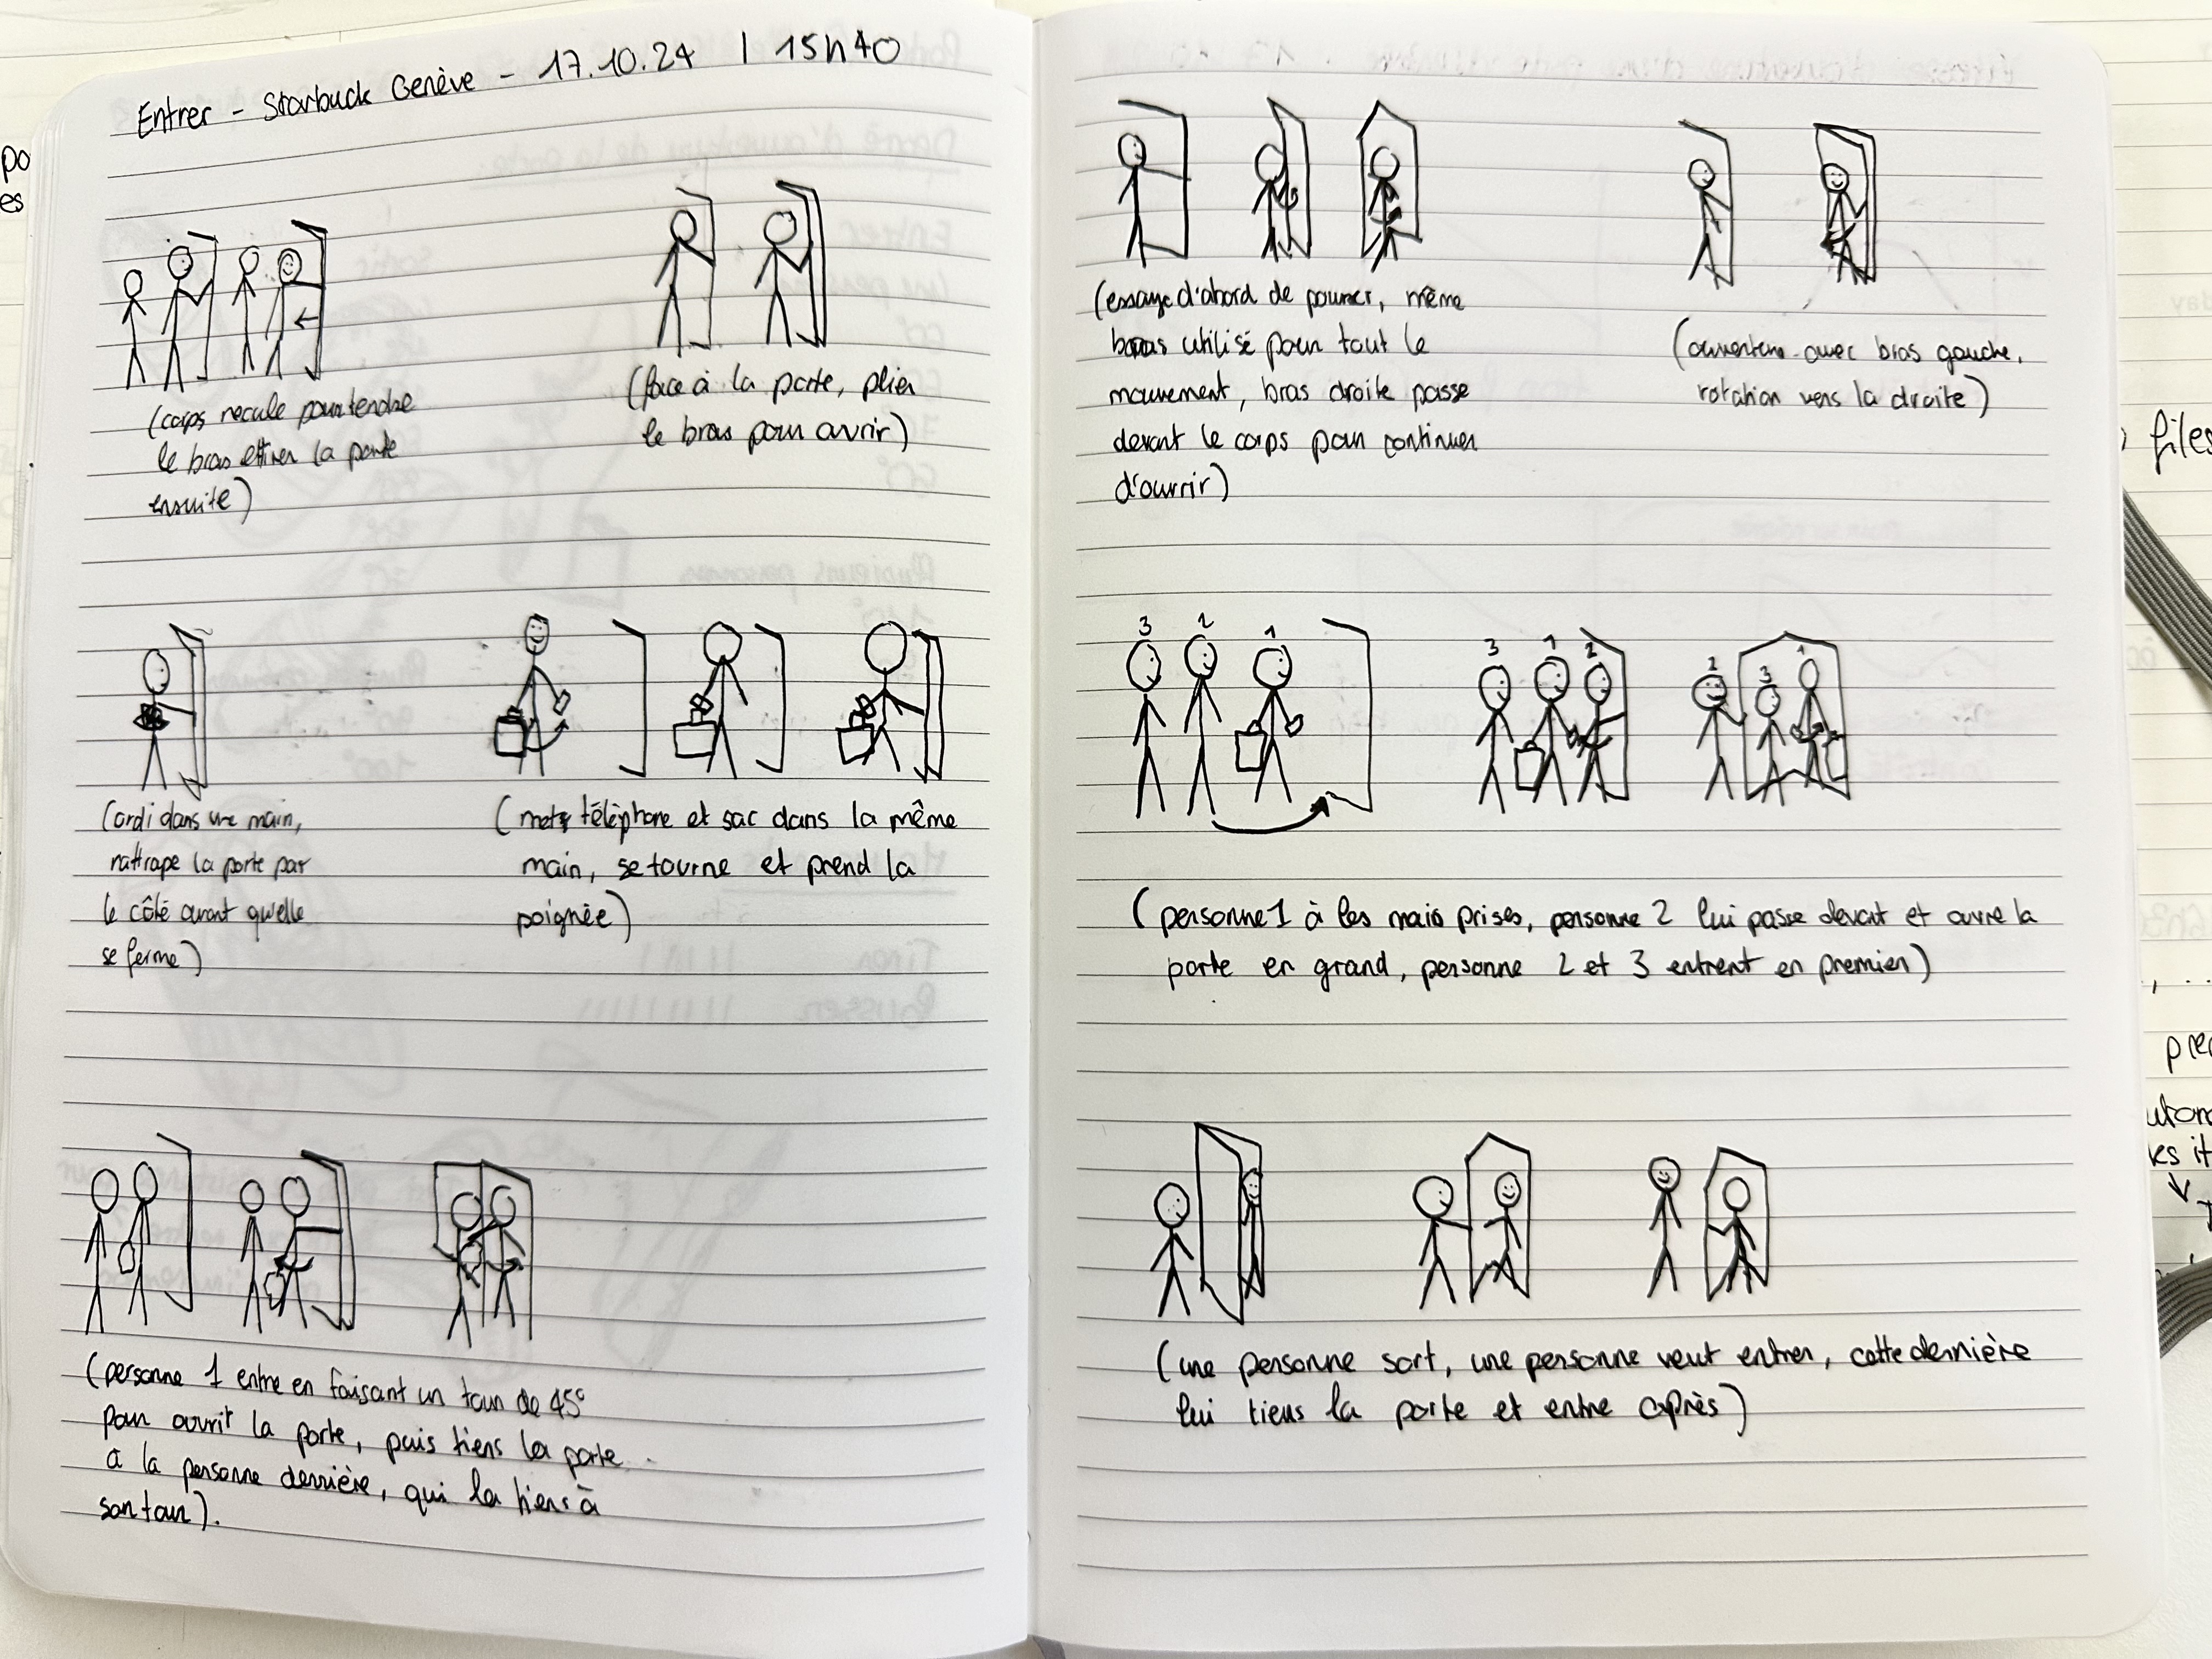 Entrer - Starbuck Genève - 17.10.24 | 15h40
(corps recule pour tendre
le bras et tirer la porte
ensuite)
(face à la porte, plier
le bras pour ouvrir)
(ordi dans une main,
rattrape la porte par
le côté avant qu'elle
se ferme)
(mets téléphone et sac dans la même
main, se tourne et prend la
poignée)
(personne 1 entre en faisant un tour de 45°
pour ouvrir la porte, puis tiens la porte
à la personne derrière, qui la tiens à
son tour).
(essaye d'abord de pousser, même
bras utilisé pour tout le
mouvement, bras droite passe
devant le corps pour continuer
d'ouvrir)
(ouverture avec bras gauche,
rotation vers la droite)
3 2 1
3 1 2
2 3 1
(personne 1 à les mais prises, personne 2 lui passe devant et ouvre la
porte en grand, personne 2 et 3 entrent en premier)
(une personne sort, une personne veut entrer, cette dernière
lui tiens la porte et entre après)
po
es
files
pre